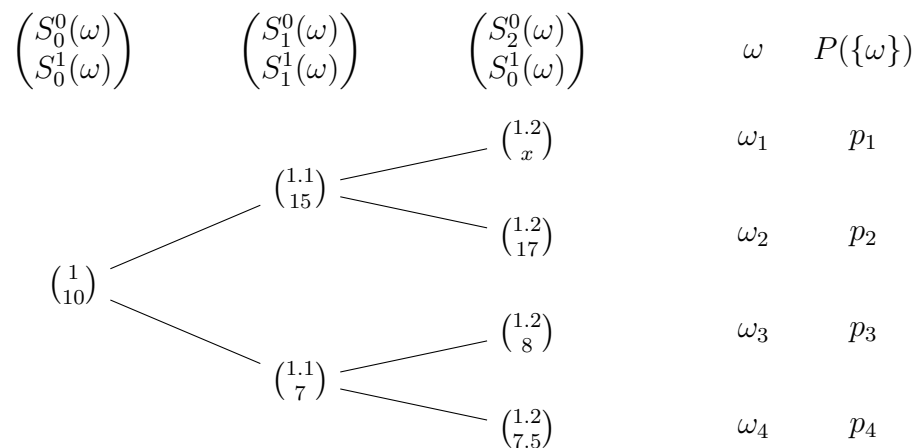 (S_0^0(ω) S_0^1(ω)) (S_1^0(ω) S_1^1(ω)) (S_2^0(ω) S_0^1(ω)) ω P({ω})
(1.2 x) ω_1 p_1
(1.1 15)
(1.2 17) ω_2 p_2
(1 10)
(1.2 8) ω_3 p_3
(1.1 7)
(1.2 7.5) ω_4 p_4